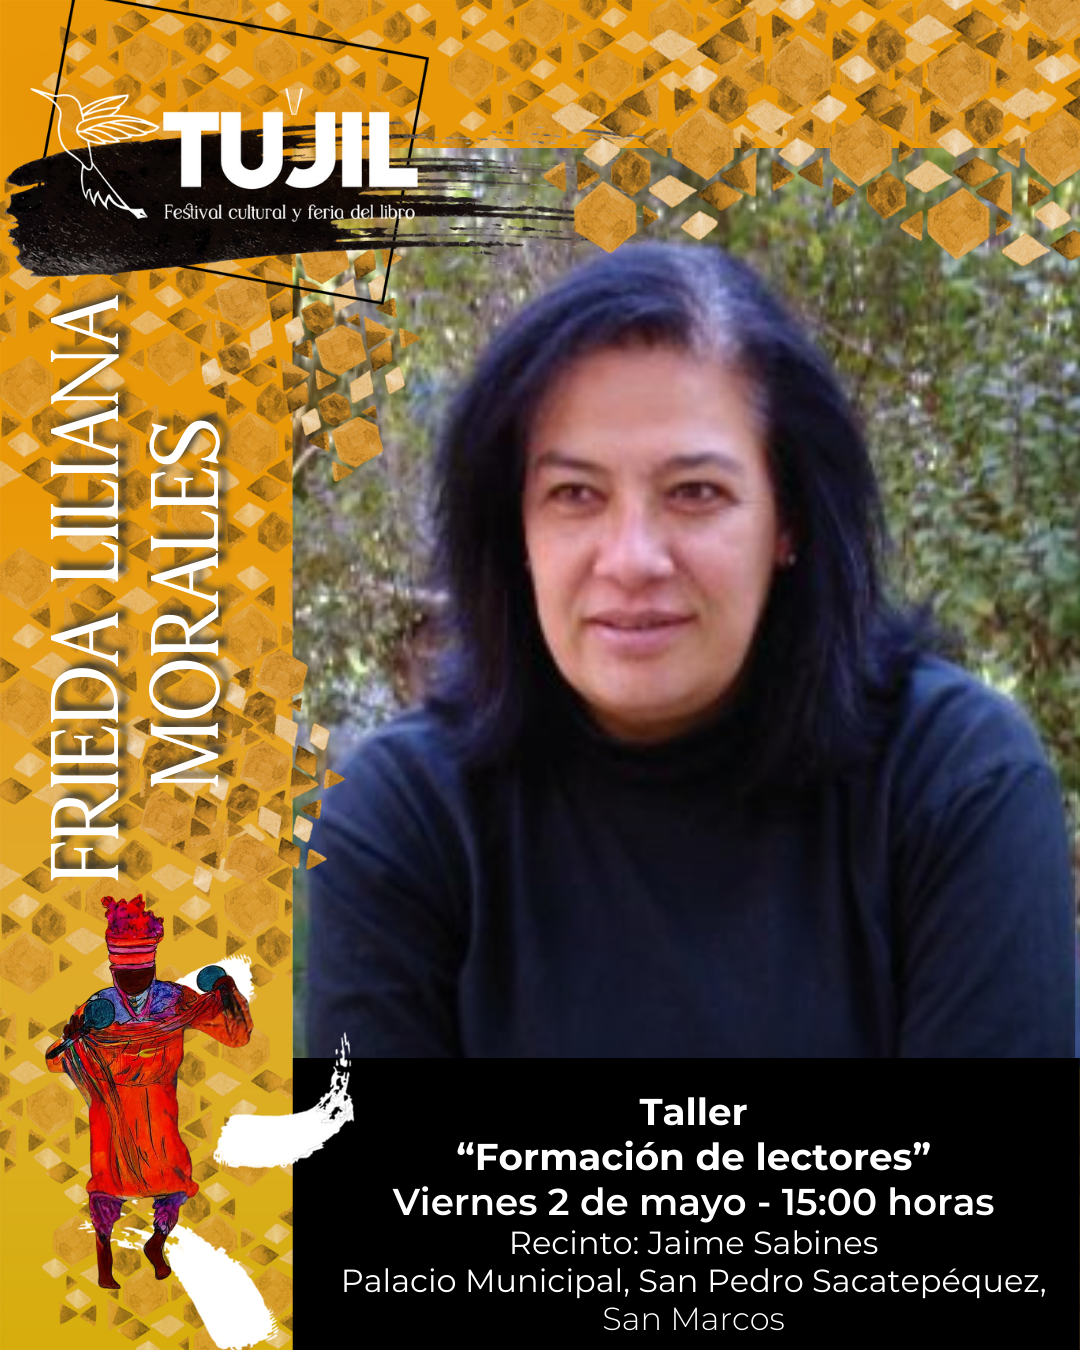 TUJIL
Festival cultural y feria del libro
FRIEDA LILIANA
MORALES
Taller
“Formación de lectores”
Viernes 2 de mayo - 15:00 horas
Recinto: Jaime Sabines
Palacio Municipal, San Pedro Sacatepéquez,
San Marcos